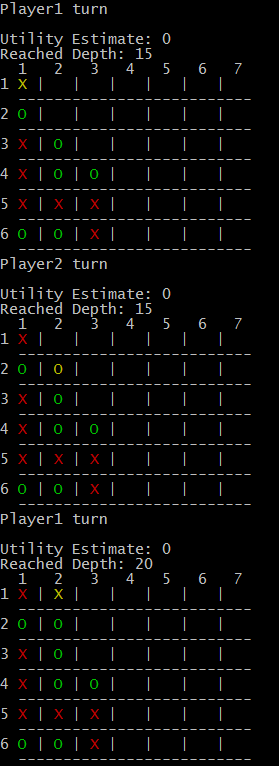 Player1 turn
Utility Estimate: 0
Reached Depth: 15
1 2 3 4 5 6 7
1 X | | | | | |
---------------------------
2 O | | | | | |
---------------------------
3 X | O | | | | |
---------------------------
4 X | O | O | | | |
---------------------------
5 X | X | X | | | |
---------------------------
6 O | O | X | | | |
---------------------------
Player2 turn
Utility Estimate: 0
Reached Depth: 15
1 2 3 4 5 6 7
1 X | | | | | |
---------------------------
2 O | O | | | | |
---------------------------
3 X | O | | | | |
---------------------------
4 X | O | O | | | |
---------------------------
5 X | X | X | | | |
---------------------------
6 O | O | X | | | |
---------------------------
Player1 turn
Utility Estimate: 0
Reached Depth: 20
1 2 3 4 5 6 7
1 X | X | | | | |
---------------------------
2 O | O | | | | |
---------------------------
3 X | O | | | | |
---------------------------
4 X | O | O | | | |
---------------------------
5 X | X | X | | | |
---------------------------
6 O | O | X | | | |
---------------------------